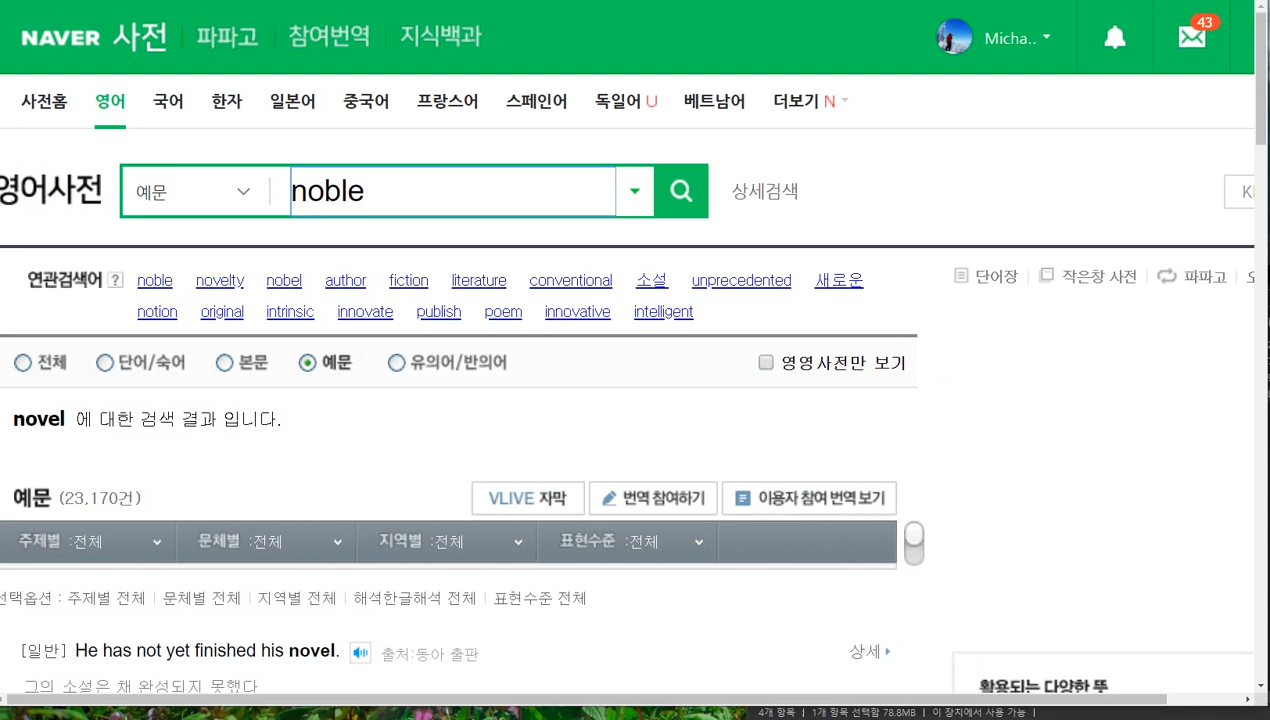 NAVER 사전 파파고 참여번역 지식백과 Micha.. 43
사전홈 영어 국어 한자 일본어 중국어 프랑스어 스페인어 독일어 U 베트남어 더보기 N
영어사전 예문 noble 상세검색
연관검색어 ? noble novelty nobel author fiction literature conventional 소설 unprecedented 새로운
notion original intrinsic innovate publish poem innovative intelligent
단어장 작은창 사전 파파고
전체 단어/숙어 본문 예문 유의어/반의어 영영사전만 보기
novel 에 대한 검색 결과 입니다.
예문 (23,170건) VLIVE 자막 번역 참여하기 이용자 참여 번역 보기
주제별 :전체 문체별 :전체 지역별 :전체 표현수준 :전체
선택옵션 : 주제별 전체 문체별 전체 지역별 전체 해석한글해석 전체 표현수준 전체
[일반] He has not yet finished his novel. 출처:동아 출판 상세
그의 소설은 채 완성되지 못했다
활용되는 다양한 뜻
4개 항목 | 1개 항목 선택함 78.8MB | 이 장치에서 사용 가능 |